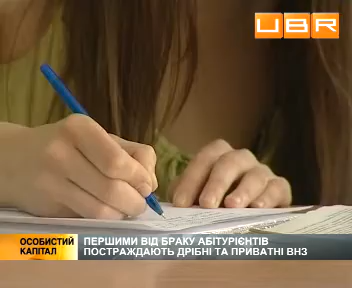 UBR
ОСОБИСТИЙ
КАПІТАЛ
ПЕРШИМИ ВІД БРАКУ АБІТУРІЄНТІВ
ПОСТРАЖДАЮТЬ ДРІБНІ ТА ПРИВАТНІ ВНЗ